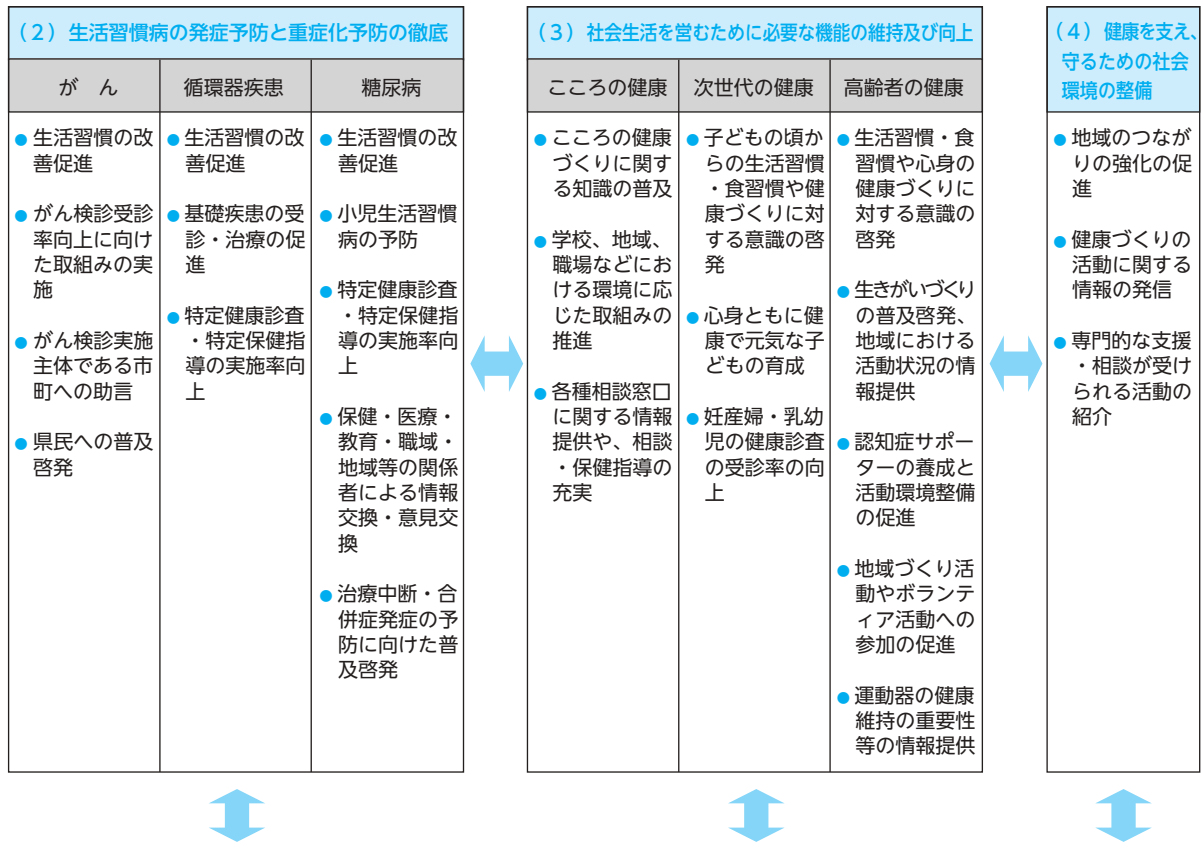 (2)生活習慣病の発症予防と重症化予防の徹底
が ん
●生活習慣の改
善促進
●がん検診受診
率向上に向け
た取組みの実
施
●がん検診実施
主体である市
町への助言
●県民への普及
啓発
循環器疾患
●生活習慣の改
善促進
●基礎疾患の受
診・治療の促
進
●特定健康診査
・特定保健指
導の実施率向
上
糖尿病
●生活習慣の改
善促進
●小児生活習慣
病の予防
●特定健康診査
・特定保健指
導の実施率向
上
●保健・医療・
教育・職域・
地域等の関係
者による情報
交換・意見交
換
●治療中断・合
併症発症の予
防に向けた普
及啓発
(3)社会生活を営むために必要な機能の維持及び向上
こころの健康
●こころの健康
づくりに関す
る知識の普及
●学校、地域、
職場などにお
ける環境に応
じた取組みの
推進
●各種相談窓口
に関する情報
提供や、相談
・保健指導の
充実
次世代の健康
●子どもの頃か
らの生活習慣
・食習慣や健
康づくりに対
する意識の啓
発
●心身ともに健
康で元気な子
どもの育成
●妊産婦・乳幼
児の健康診査
の受診率の向
上
高齢者の健康
●生活習慣・食
習慣や心身の
健康づくりに
対する意識の
啓発
●生きがいづくり
の普及啓発、
地域における
活動状況の情
報提供
●認知症サポー
ターの養成と
活動環境整備
の促進
●地域づくり活
動やボランテ
ィア活動への
参加の促進
●運動器の健康
維持の重要性
等の情報提供
(4)健康を支え、
守るための社会
環境の整備
●地域のつなが
りの強化の促
進
●健康づくりの
活動に関する
情報の発信
●専門的な支援
・相談が受け
られる活動の
紹介